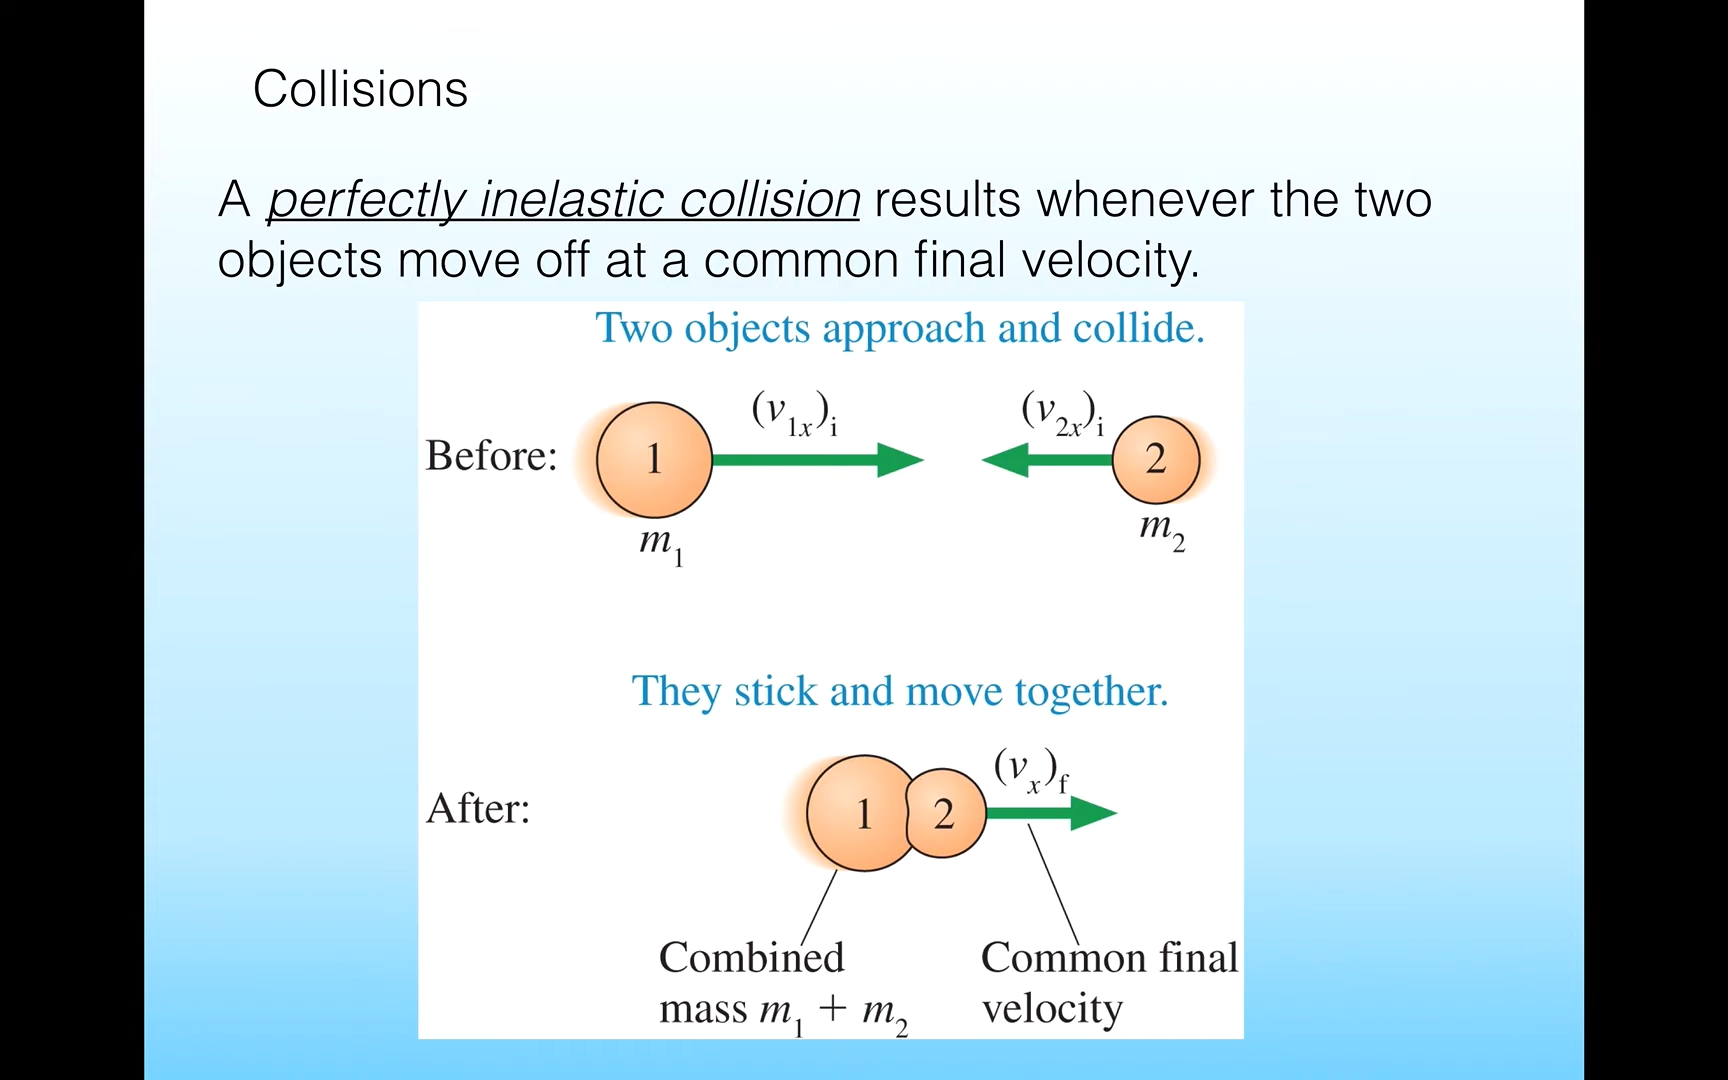 Collisions
A perfectly inelastic collision results whenever the two
objects move off at a common final velocity.
Two objects approach and collide.
(v1x)i
(v2x)i
Before:
1
2
m1
m2
They stick and move together.
(vx)f
After:
1
2
Combined
mass m1 + m2
Common final
velocity